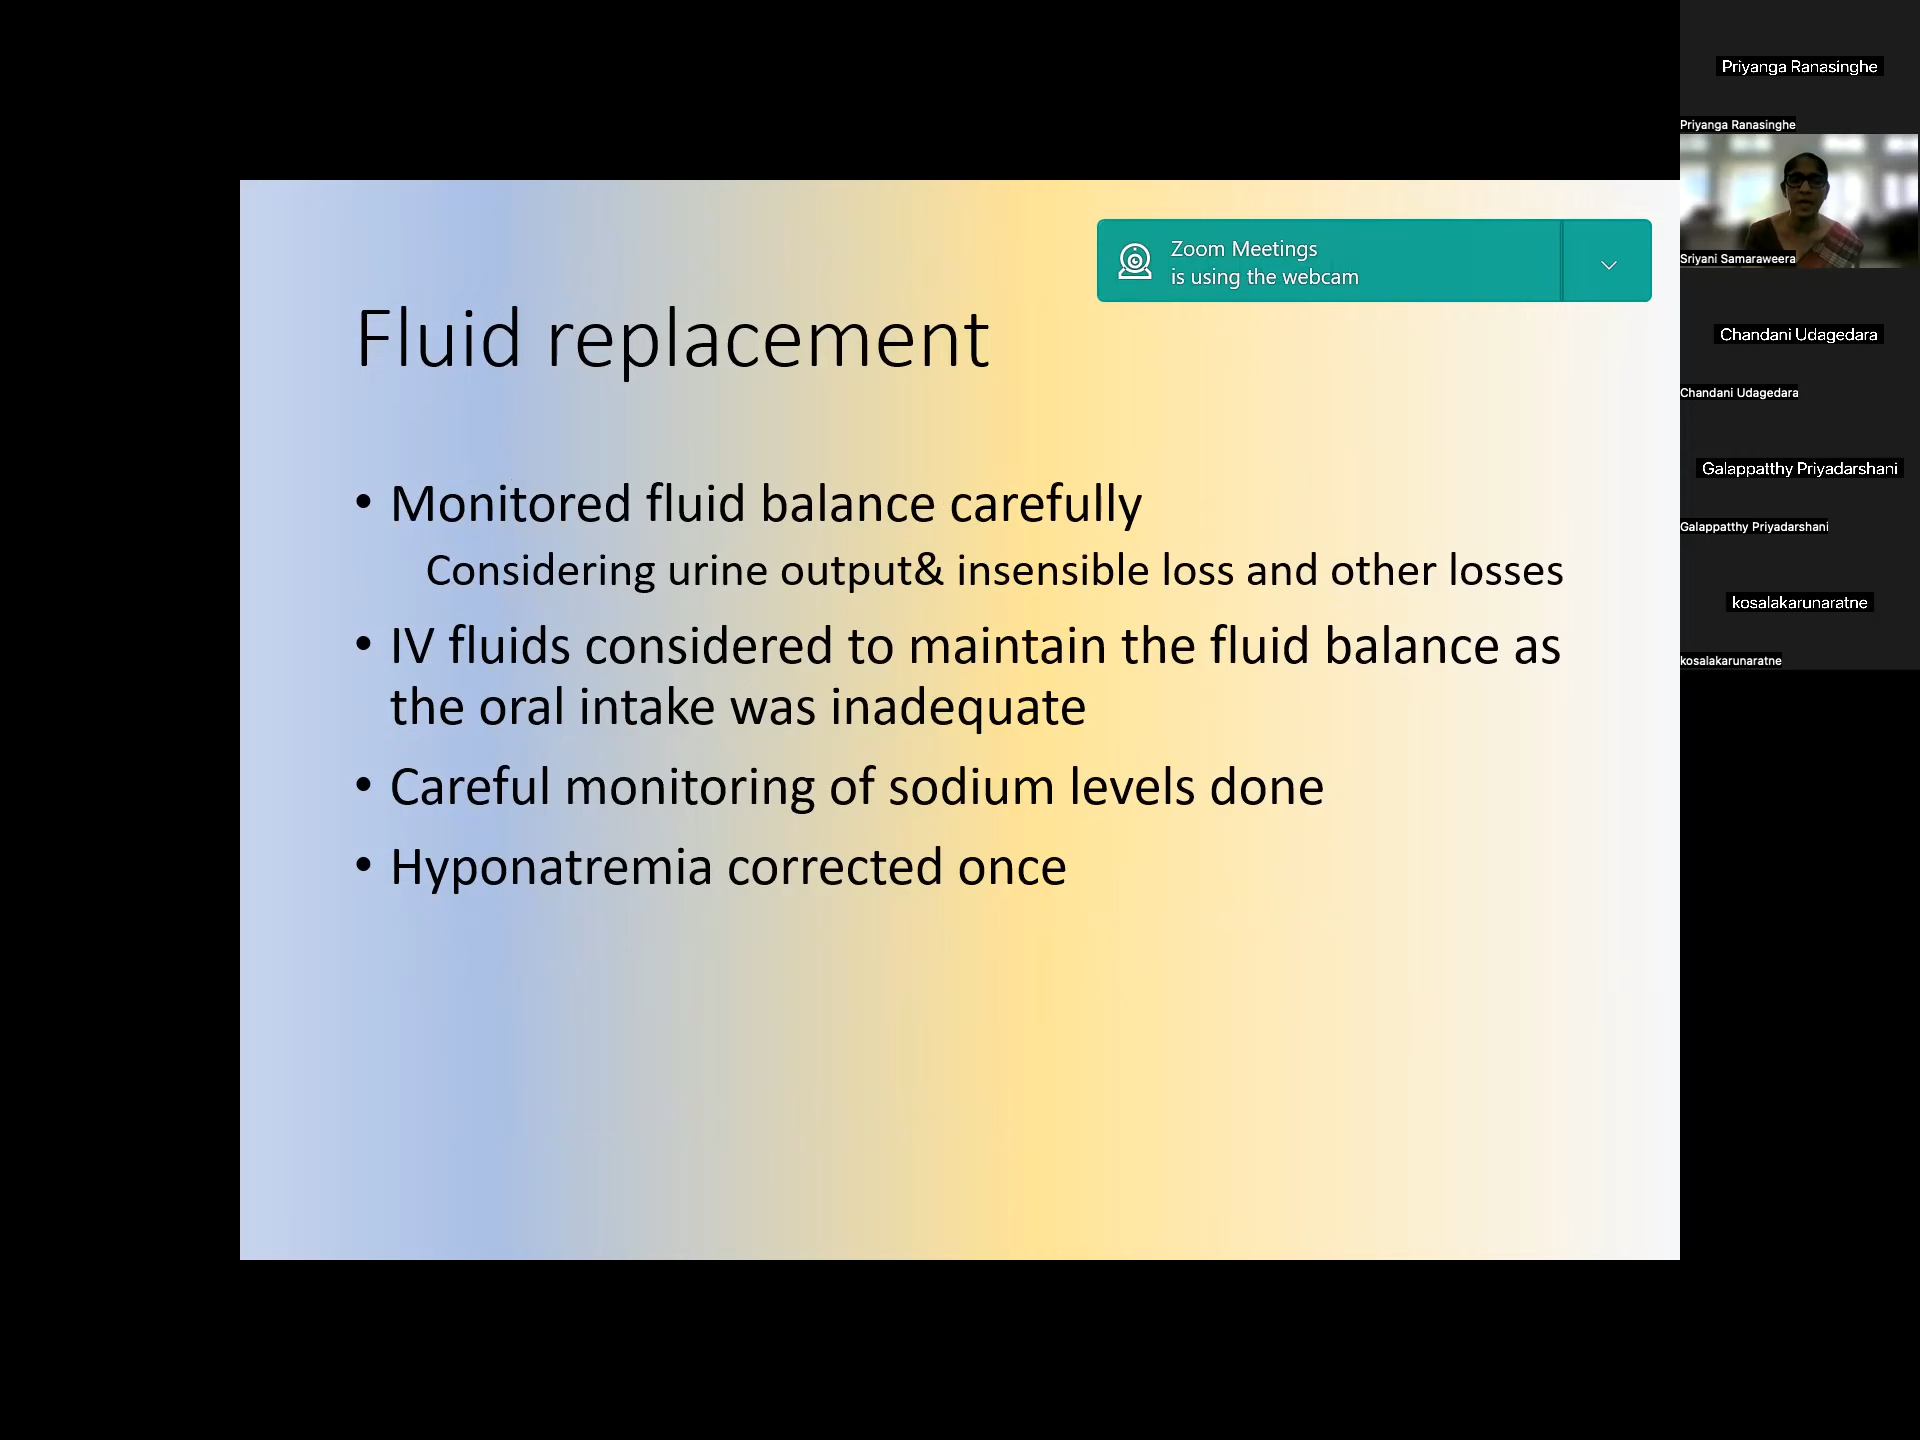 Fluid replacement
• Monitored fluid balance carefully
Considering urine output& insensible loss and other losses
• IV fluids considered to maintain the fluid balance as
the oral intake was inadequate
• Careful monitoring of sodium levels done
• Hyponatremia corrected once
Zoom Meetings
is using the webcam
Priyanga Ranasinghe
Priyanga Ranasinghe
Sriyani Samaraweera
Chandani Udagedara
Chandani Udagedara
Galappatthy Priyadarshani
Galappatthy Priyadarshani
kosalakarunaratne
kosalakarunaratne